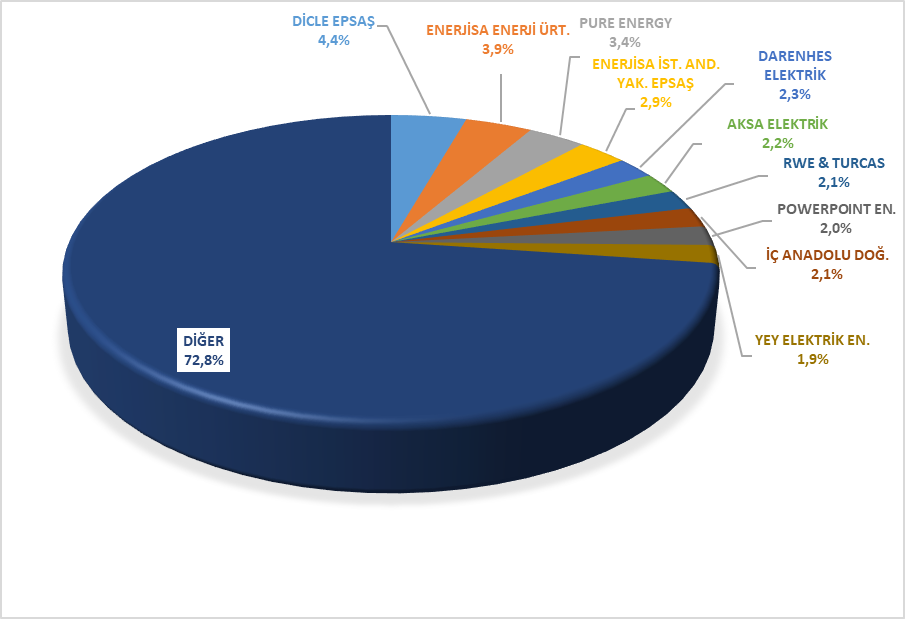 DİCLE EPSAŞ
4,4%
ENERJİSA ENERJİ ÜRT.
3,9%
PURE ENERGY
3,4%
ENERJİSA İST. AND.
YAK. EPSAŞ
2,9%
DARENHES
ELEKTRİK
2,3%
AKSA ELEKTRİK
2,2%
RWE & TURCAS
2,1%
POWERPOINT EN.
2,0%
İÇ ANADOLU DOĞ.
2,1%
YEY ELEKTRİK EN.
1,9%
DİĞER
72,8%